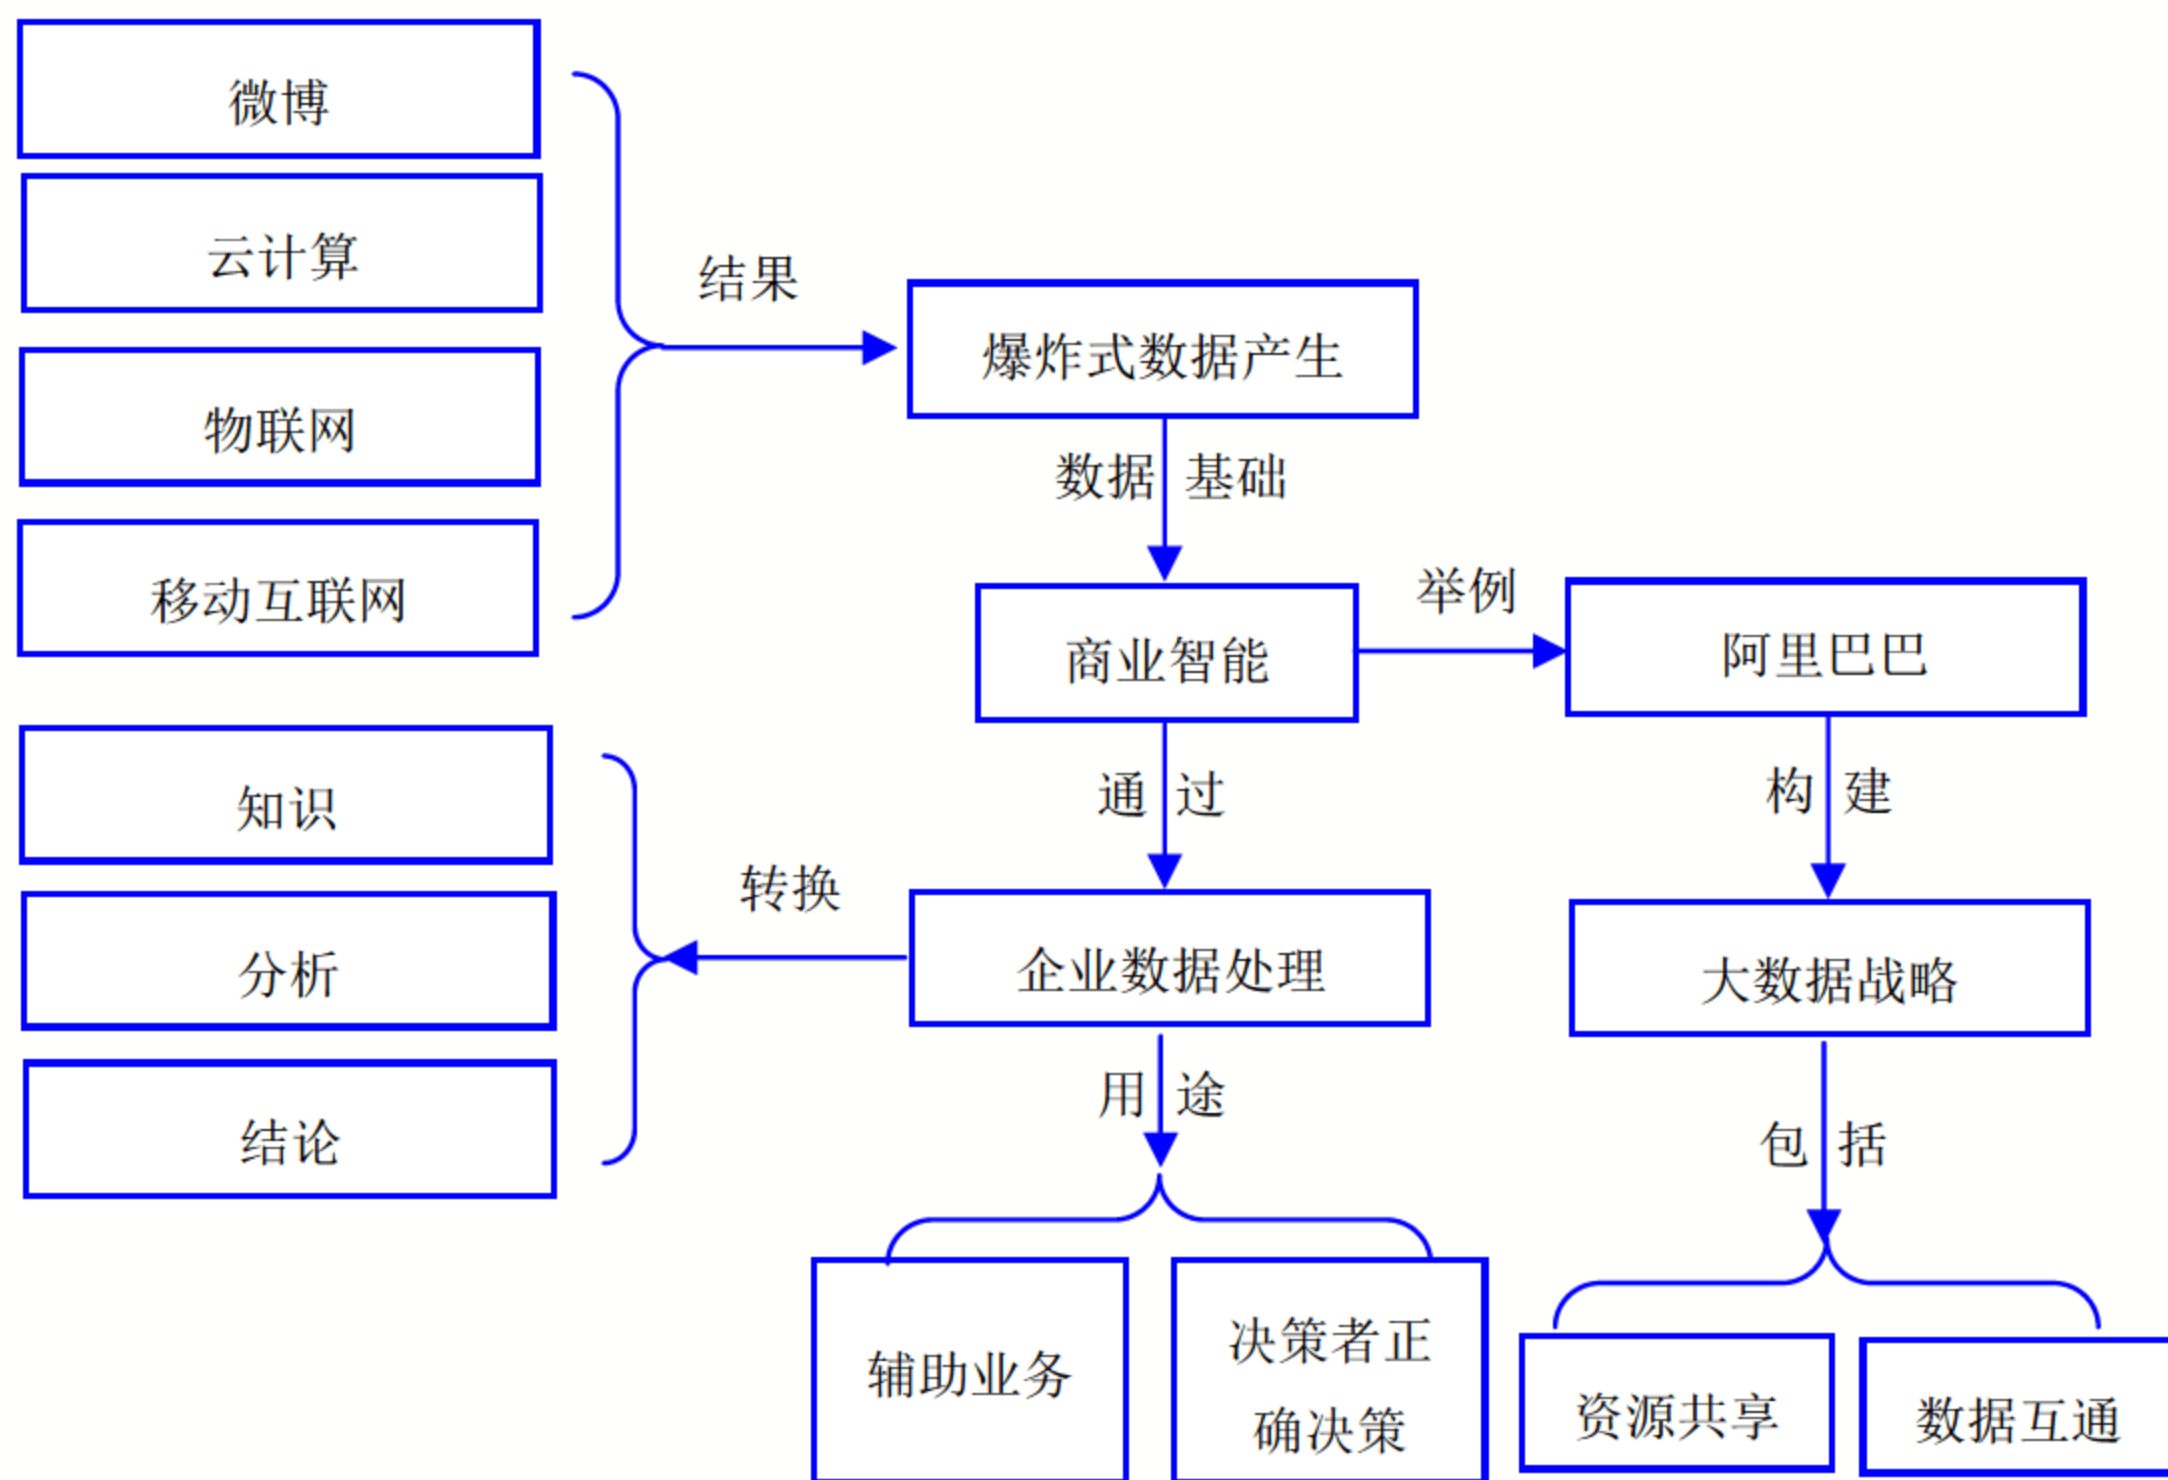 微博
云计算
物联网
移动互联网
结果
爆炸式数据产生
数据 基础
商业智能
举例
阿里巴巴
通 过
构 建
知识
分析
结论
转换
企业数据处理
大数据战略
用 途
包 括
辅助业务
决策者正
确决策
资源共享
数据互通